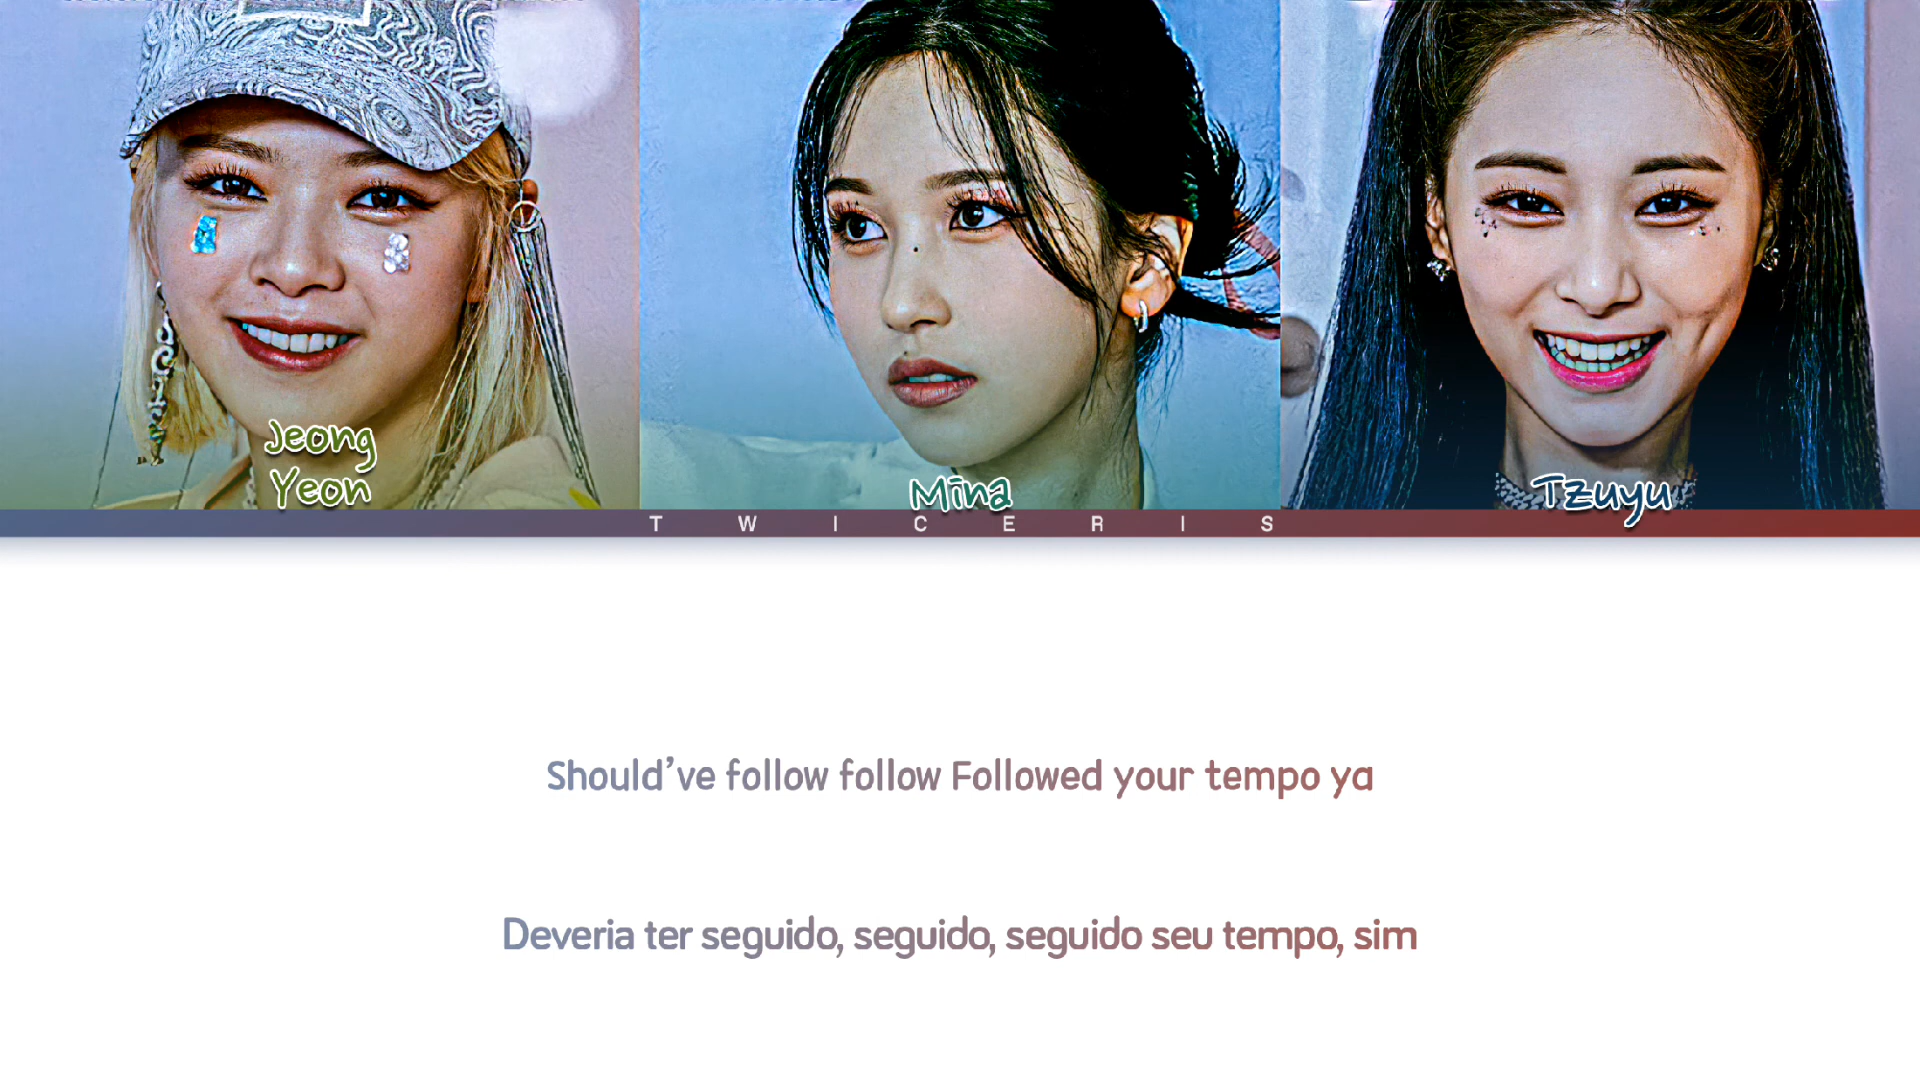 Jeong
Yeon
Mina
Tzuyu
TWICERIS
Should've follow follow Followed your tempo ya
Deveria ter seguido, seguido, seguido seu tempo, sim